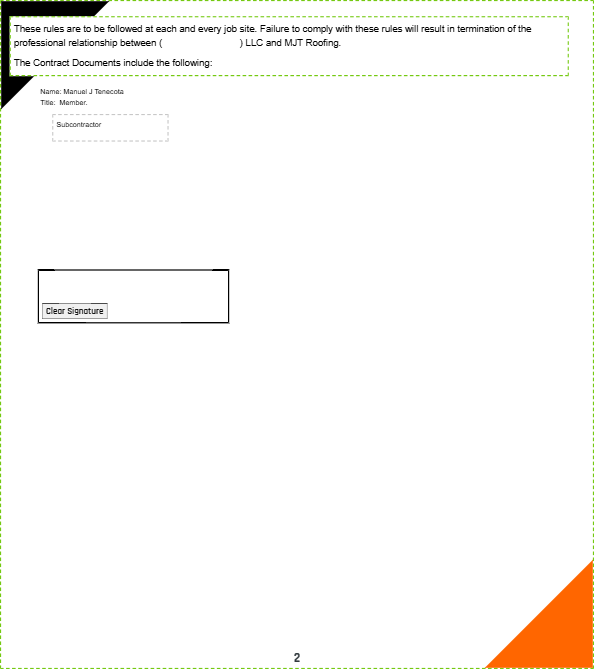 These rules are to be followed at each and every job site. Failure to comply with these rules will result in termination of the
professional relationship between ( ) LLC and MJT Roofing.
The Contract Documents include the following:
Name: Manuel J Tenecota
Title: Member.
Subcontractor
Clear Signature
2